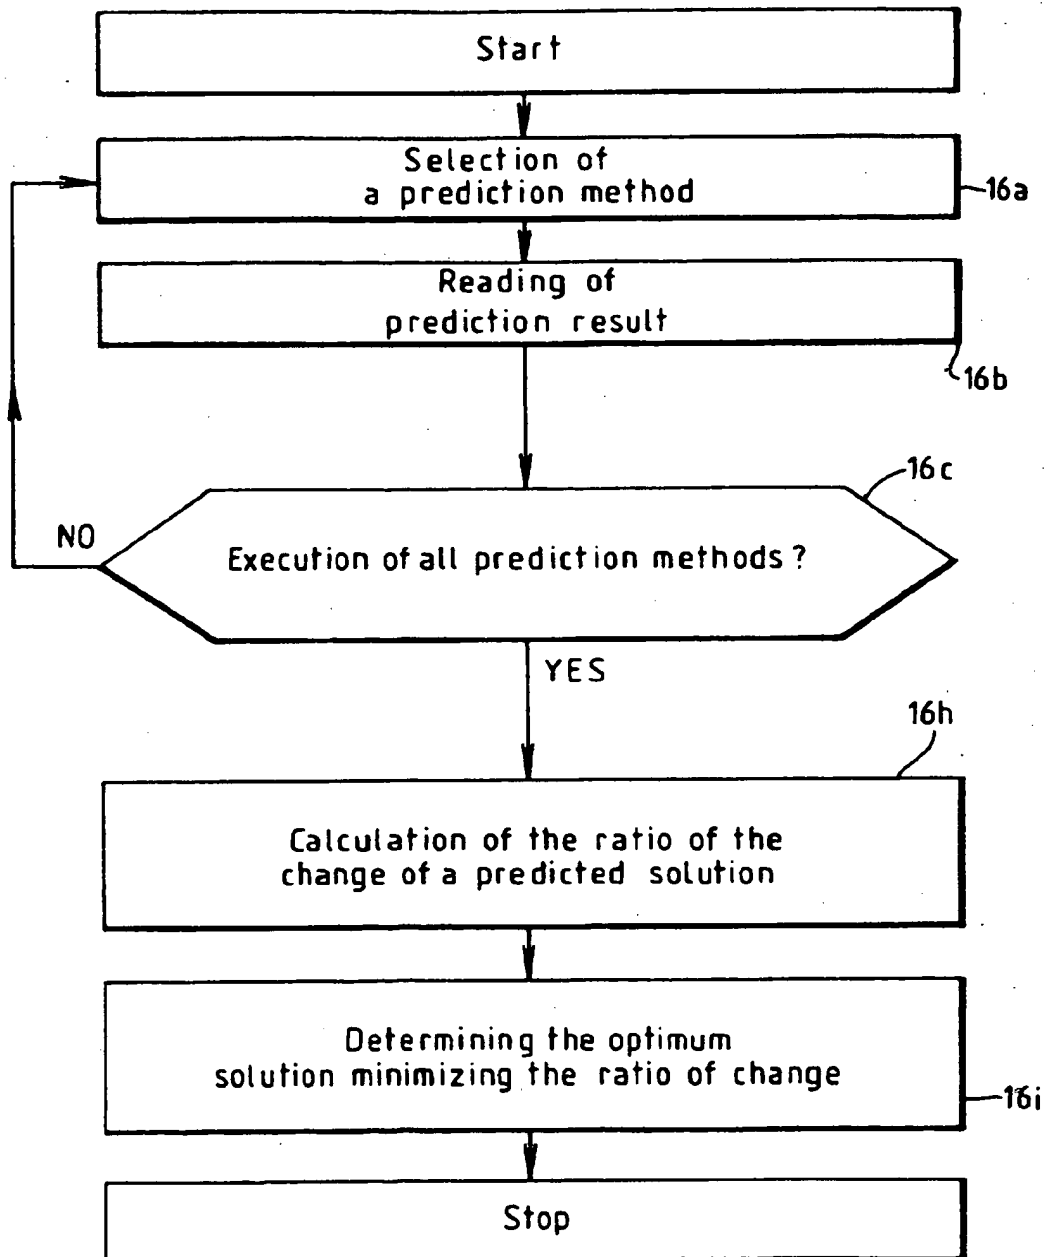 Start
Selection of
a prediction method
16a
Reading of
prediction result
16b
16c
NO
Execution of all prediction methods?
YES
16h
Calculation of the ratio of the
change of a predicted solution
Determining the optimum
solution minimizing the ratio of change
16i
Stop